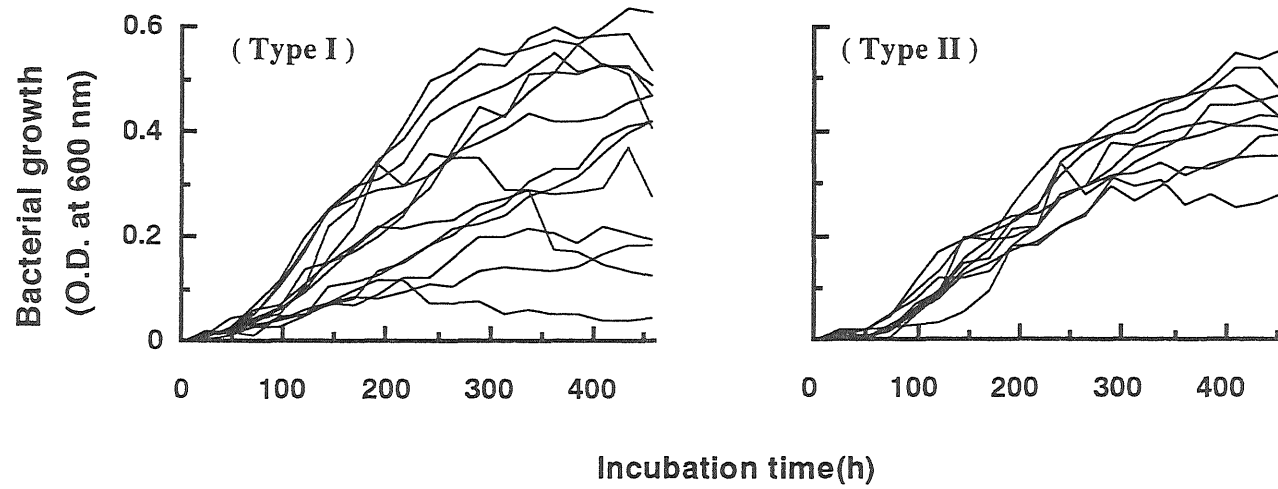 Bacterial growth
(O.D. at 600 nm)
0.6
0.4
0.2
0
( Type I )
0 100 200 300 400
( Type II )
0 100 200 300 400
Incubation time(h)